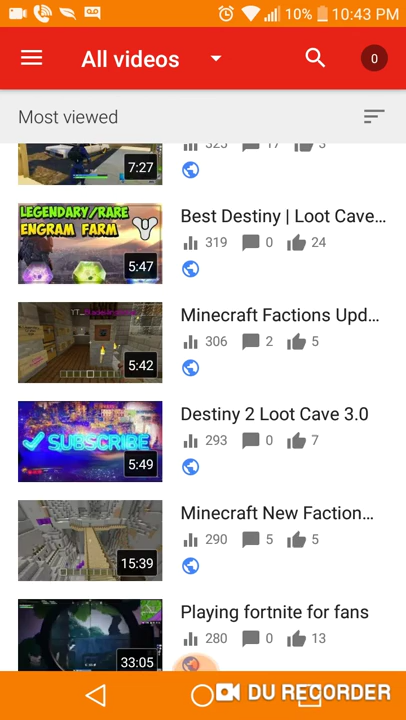 10% 10:43 PM
All videos
0
Most viewed
325 17 3
7:27
LEGENDARY/RARE
ENGRAM FARM
5:47
Best Destiny | Loot Cave...
319 0 24
5:42
Minecraft Factions Upd...
306 2 5
SUBSCRIBE
5:49
Destiny 2 Loot Cave 3.0
293 0 7
15:39
Minecraft New Faction...
290 5 5
33:05
Playing fortnite for fans
280 0 13
DU RECORDER